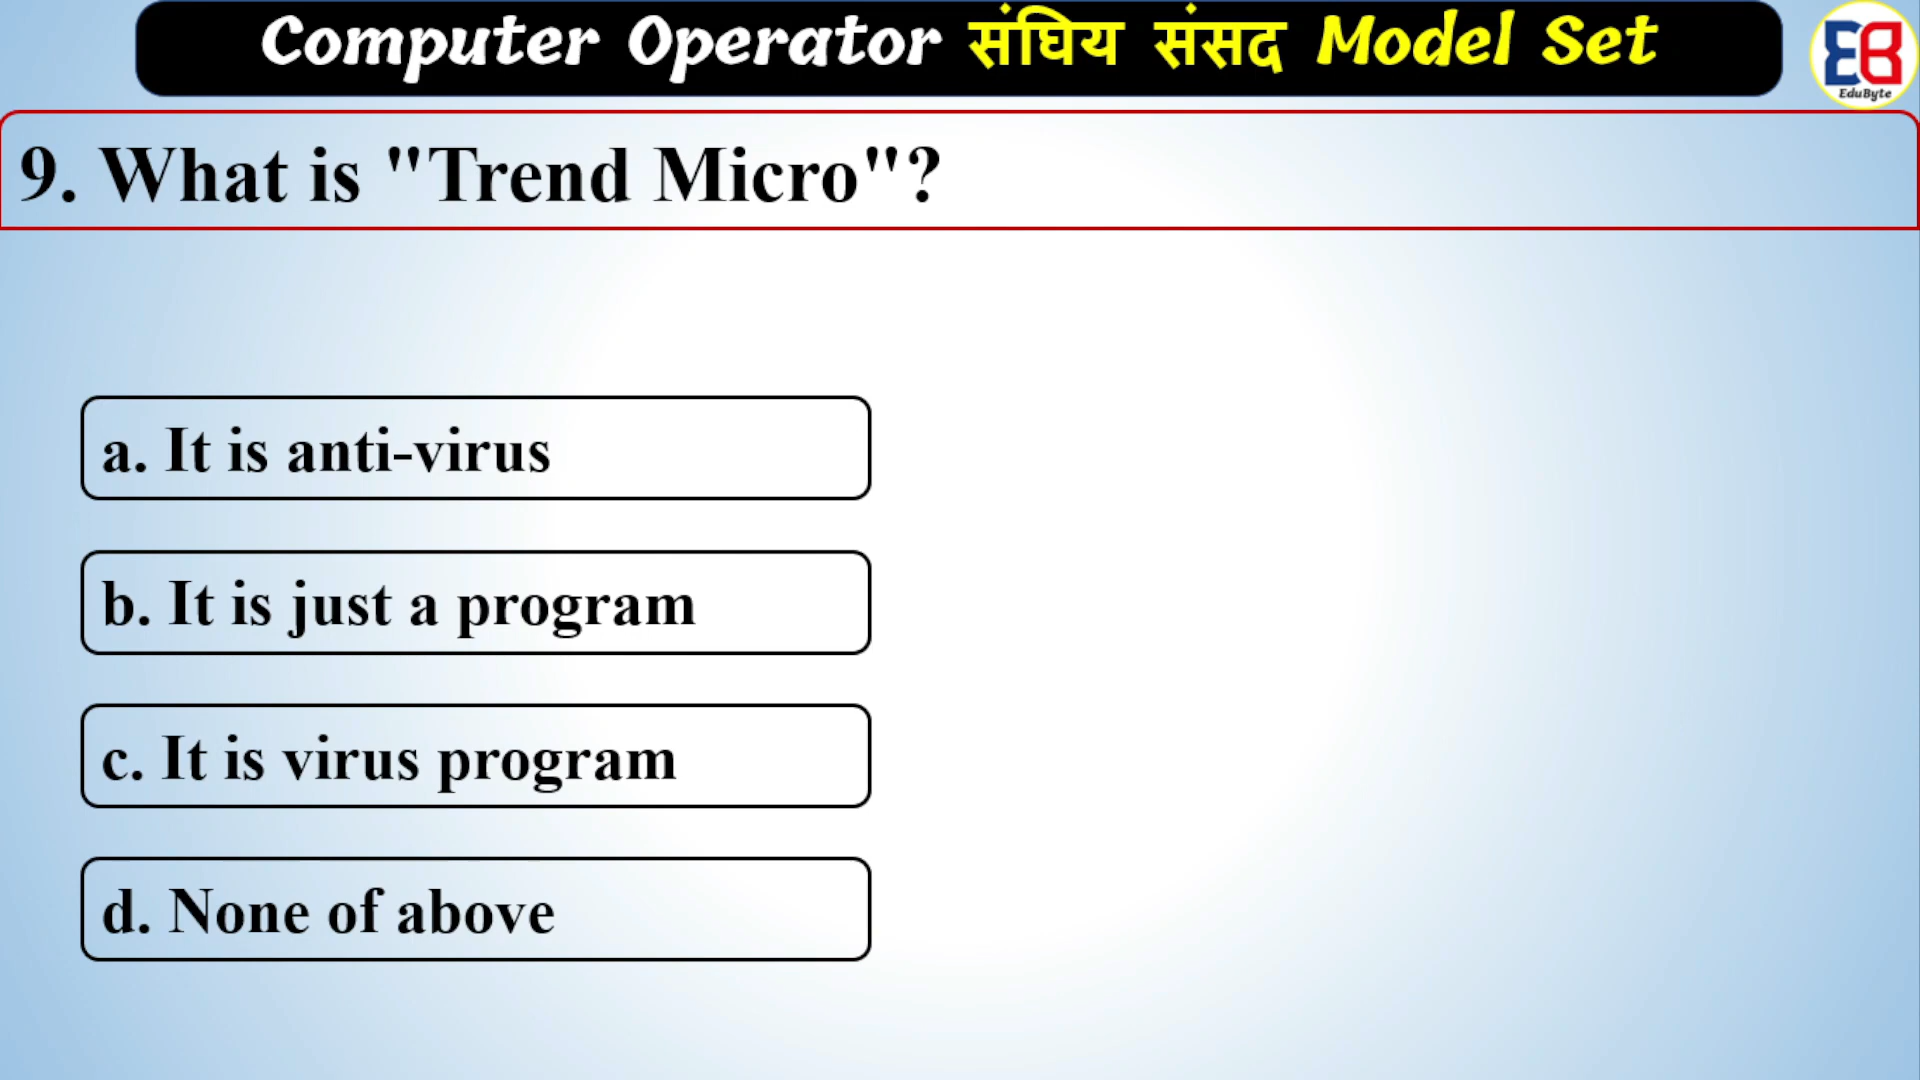 Computer Operator संघिय संसद Model Set
EB
EduByte
9. What is "Trend Micro"?
a. It is anti-virus
b. It is just a program
c. It is virus program
d. None of above